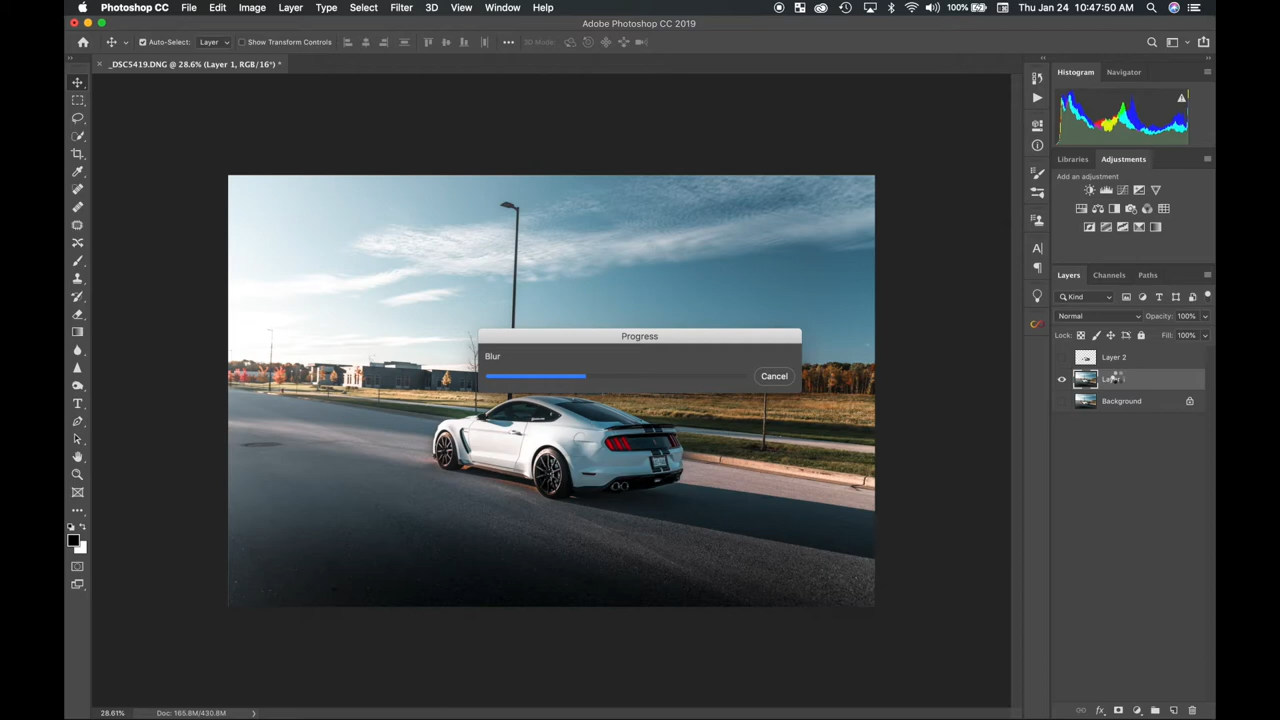 Photoshop CC File Edit Image Layer Type Select Filter 3D View Window Help 100% Thu Jan 24 10:47:50
Adobe Photoshop CC 2019
Auto-Select: Layer Show Transform Controls 3D Mode:
_DSC5419.DNG @ 28.6% (Layer 1, RGB/16*) *
Histogram Navigator
Libraries Adjustments
Add an adjustment
Layers Channels Paths
Kind
Normal Opacity: 100%
Lock: Fill: 100%
Layer 2
Background
Progress
Blur
Cancel
28.61% Doc: 165.8M/430.8M